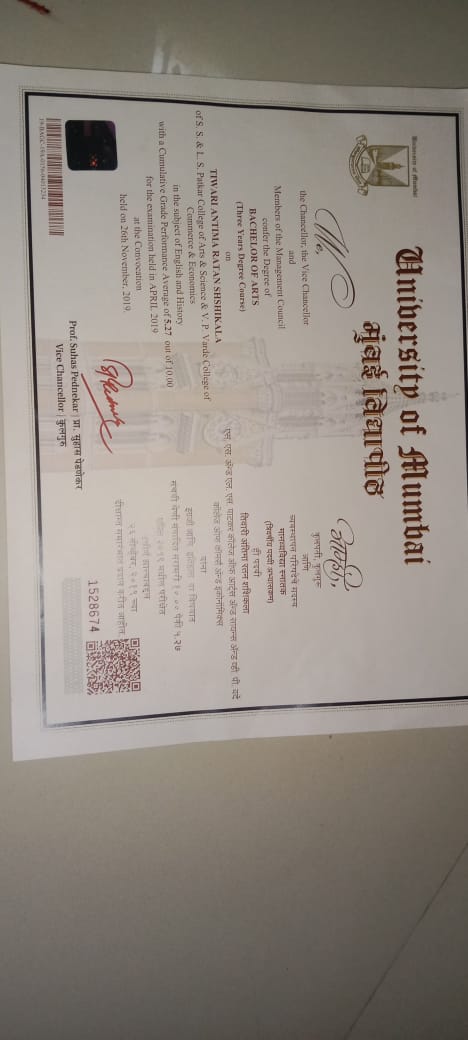 University of Mumbai
University of Mumbai
मुंबई विद्यापीठ
We,
the Chancellor, the Vice Chancellor
and
Members of the Management Council
confer the Degree of
BACHELOR OF ARTS
(Three Years Degree Course)
on
TIWARI ANTIMA RATAN SHSHIKALA
of S. S. & L. S. Patkar College of Arts & Science & V. P. Varde College of
Commerce & Economics
in the subject of English and History
with a Cumulative Grade Performance Average of 5.27 out of 10.00
for the examination held in APRIL 2019
at the Convocation
held on 26th November, 2019.
आम्ही,
कुलपती, कुलगुरू
आणि
व्यवस्थापन परिषदेचे सदस्य
कला स्नातक
(त्रिवर्षीय पदवी अभ्यासक्रम)
ही पदवी
तिवारी अंतिमा रतन शशिकला
एस. एस. अॅन्ड एल. एस. पाटकर कॉलेज ऑफ आर्ट्स अॅन्ड सायन्स अॅन्ड व्ही. पी. वर्दे
कॉलेज ऑफ कॉमर्स अॅन्ड इकॉनॉमिक्स
यांना
इंग्रजी आणि इतिहास या विषयात
संचयी श्रेणी सरासरी १०.०० पैकी ५.२७
एप्रिल २०१९ मधील परीक्षेत
२६ नोव्हेंबर, २०१९ च्या
दीक्षान्त समारंभात प्रदान करीत आहोत.
1528674
Prof. Suhas Pednekar | प्रा. सुहास पेडणेकर
Vice Chancellor | कुलगुरू